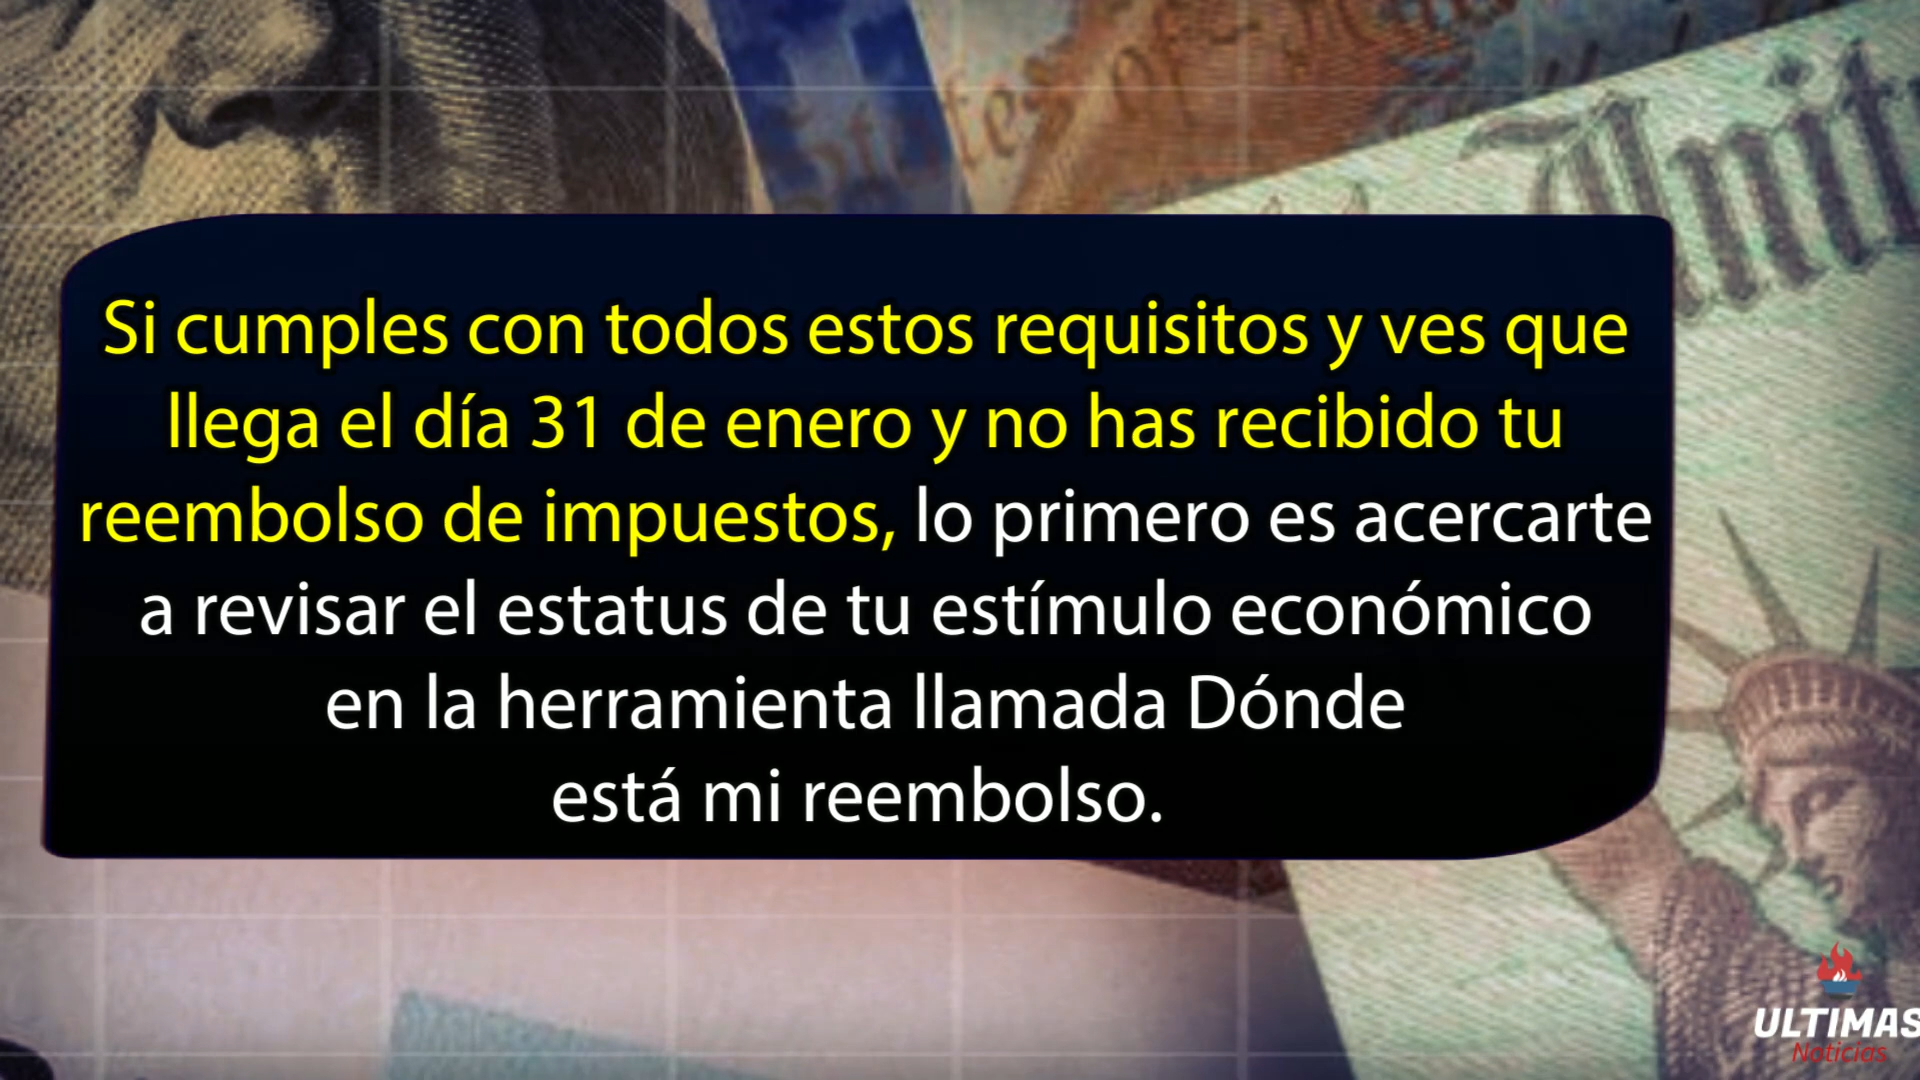 Si cumples con todos estos requisitos y ves que
llega el día 31 de enero y no has recibido tu
reembolso de impuestos, lo primero es acercarte
a revisar el estatus de tu estímulo económico
en la herramienta llamada Dónde
está mi reembolso.
ULTIMAS
Noticias